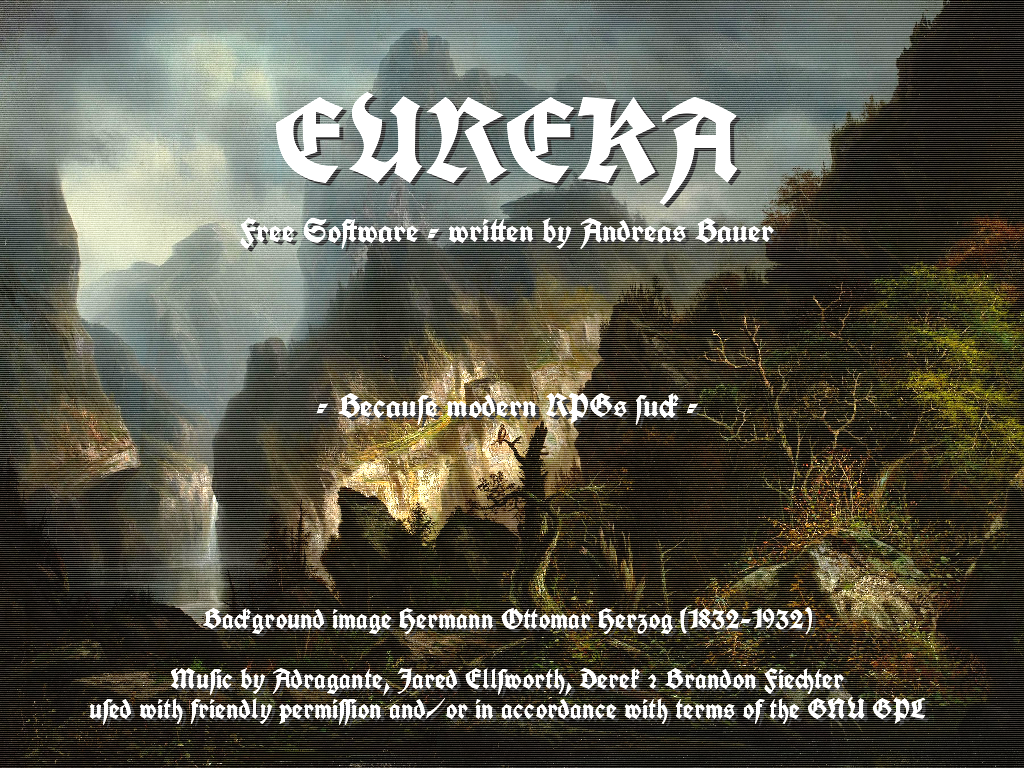 EUREKA
Free Software - written by Andreas Bauer
- Becauſe modern RPGs ſuck -
Background image Hermann Ottomar Herzog (1832-1932)
Muſic by Adragante, Jared Ellſworth, Derek & Brandon Fiechter
uſed with friendly permiſſion and/or in accordance with terms of the GNU GPL